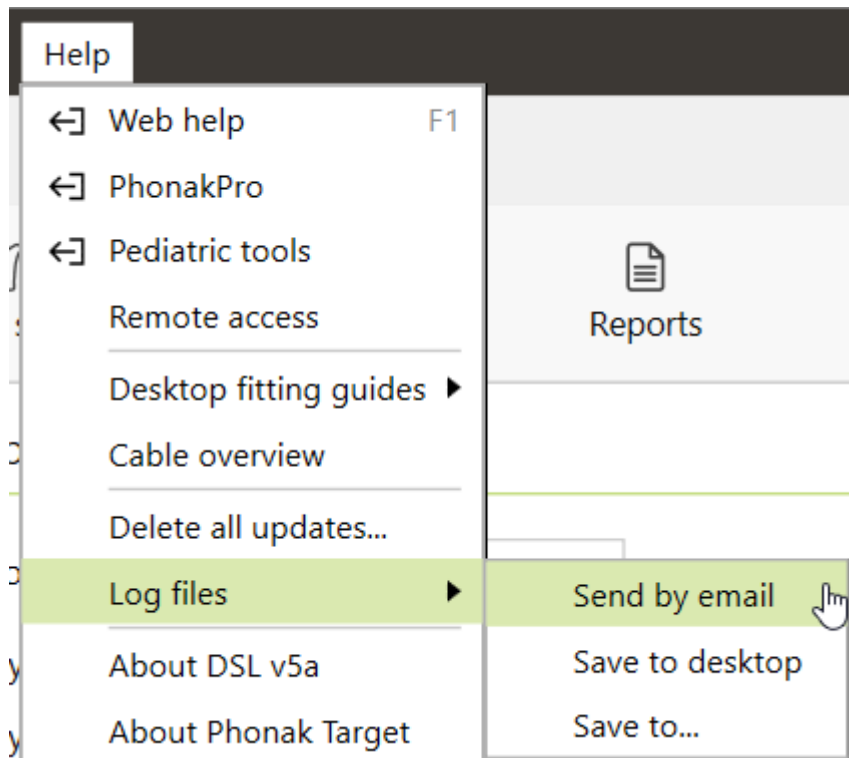 Help
Web help F1
PhonakPro
Pediatric tools
Remote access
Reports
Desktop fitting guides
Cable overview
Delete all updates...
Log files
Send by email
Save to desktop
Save to...
About DSL v5a
About Phonak Target